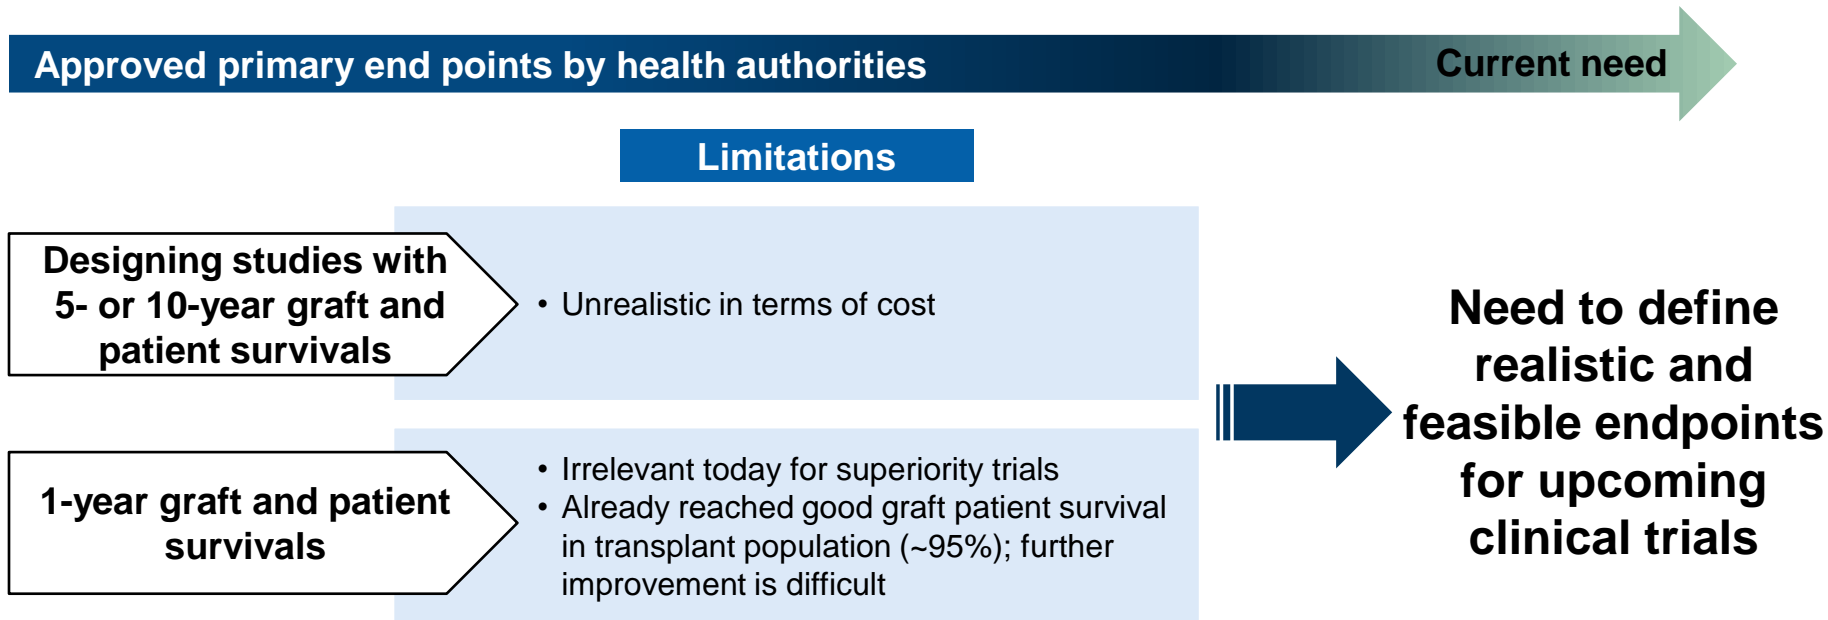 Approved primary end points by health authorities
Current need
Limitations
Designing studies with
5- or 10-year graft and
patient survivals
• Unrealistic in terms of cost
1-year graft and patient
survivals
• Irrelevant today for superiority trials
• Already reached good graft patient survival
in transplant population (~95%); further
improvement is difficult
Need to define
realistic and
feasible endpoints
for upcoming
clinical trials